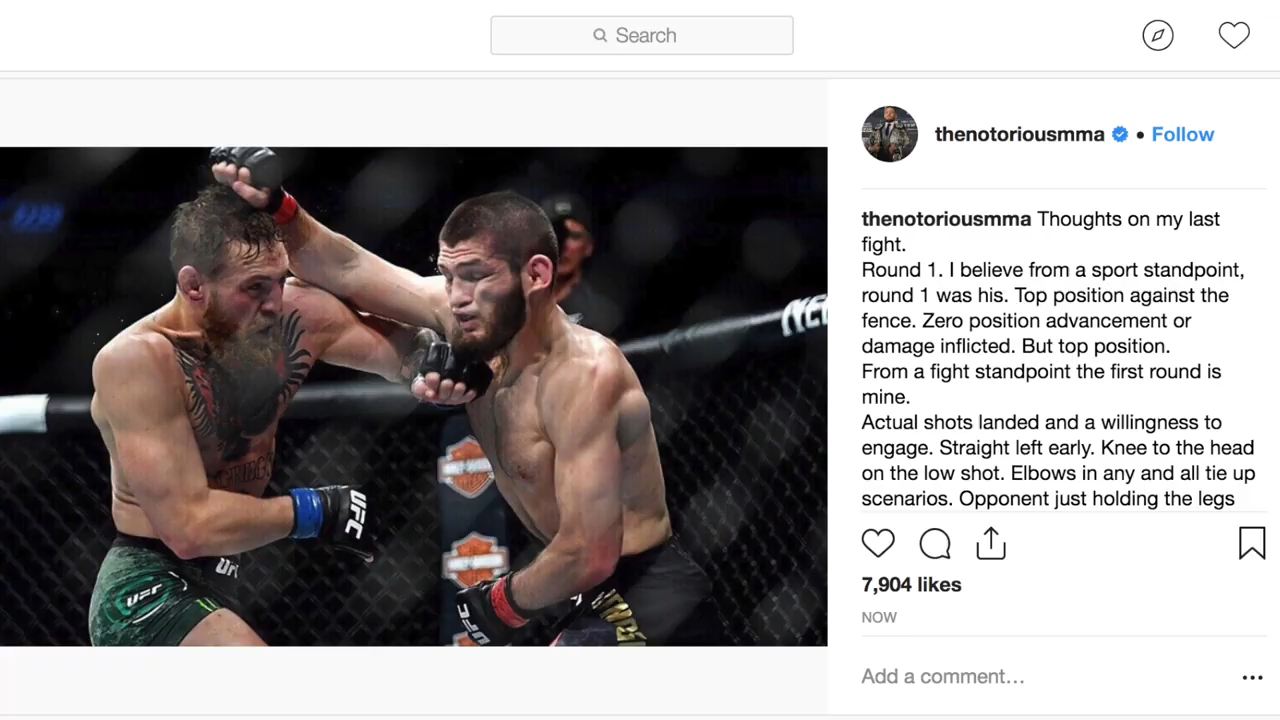 Search
thenotoriousmma • Follow
thenotoriousmma Thoughts on my last
fight.
Round 1. I believe from a sport standpoint,
round 1 was his. Top position against the
fence. Zero position advancement or
damage inflicted. But top position.
From a fight standpoint the first round is
mine.
Actual shots landed and a willingness to
engage. Straight left early. Knee to the head
on the low shot. Elbows in any and all tie up
scenarios. Opponent just holding the legs
7,904 likes
NOW
Add a comment…
UFC
UFC
UFC
UFC